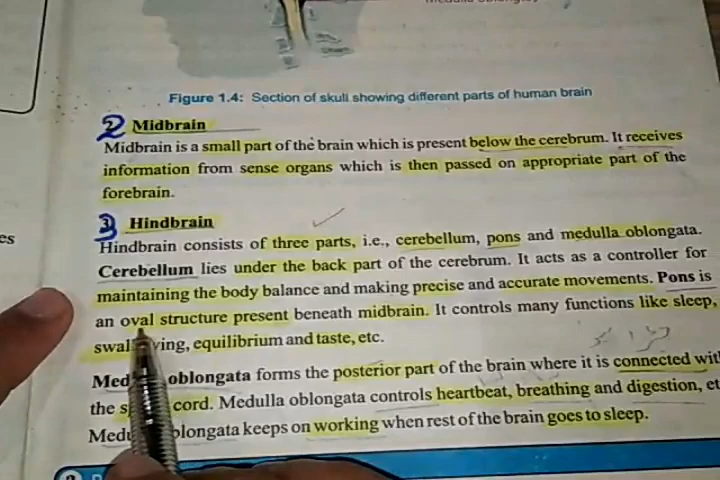 Figure 1.4: Section of skull showing different parts of human brain
2 Midbrain
Midbrain is a small part of the brain which is present below the cerebrum. It receives
information from sense organs which is then passed on appropriate part of the
forebrain.
3 Hindbrain
es
Hindbrain consists of three parts, i.e., cerebellum, pons and medulla oblongata.
Cerebellum lies under the back part of the cerebrum. It acts as a controller for
maintaining the body balance and making precise and accurate movements. Pons is
an oval structure present beneath midbrain. It controls many functions like sleep,
equilibrium and taste, etc.
oblongata forms the posterior part of the brain where it is connected
the cord. Medulla oblongata controls heartbeat, breathing and digestion,
keeps on working when rest of the brain goes to sleep.